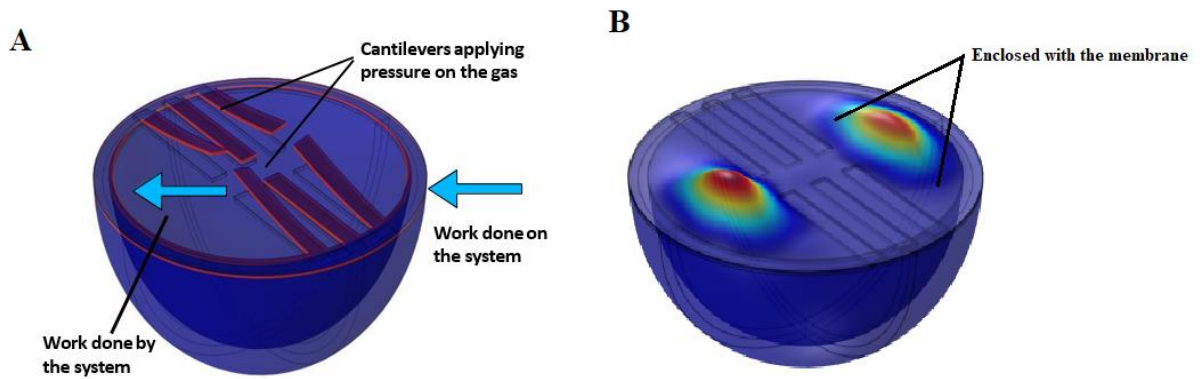 A
Cantilevers applying
pressure on the gas
Work done on
the system
Work done by
the system
B
Enclosed with the membrane